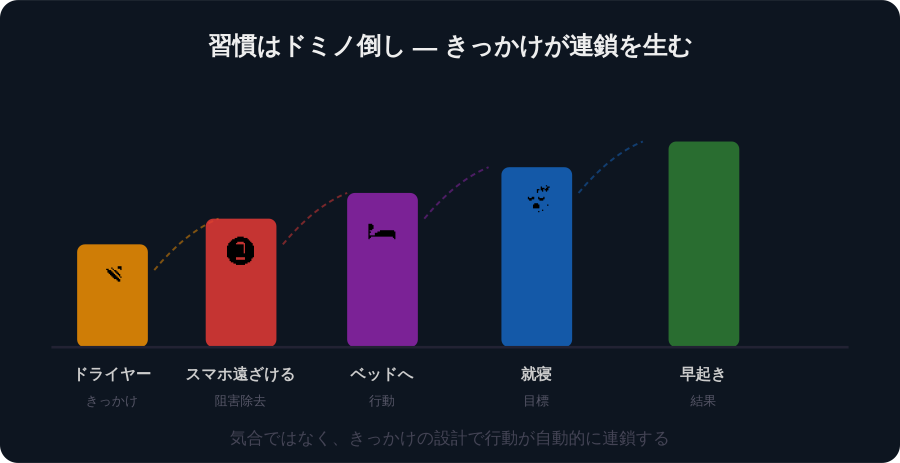 習慣はドミノ倒し — きっかけが連鎖を生む
ドライヤー
きっかけ
スマホ遠ざける
阻害除去
ベッドへ
行動
就寝
目標
早起き
結果
気合ではなく、きっかけの設計で行動が自動的に連鎖する